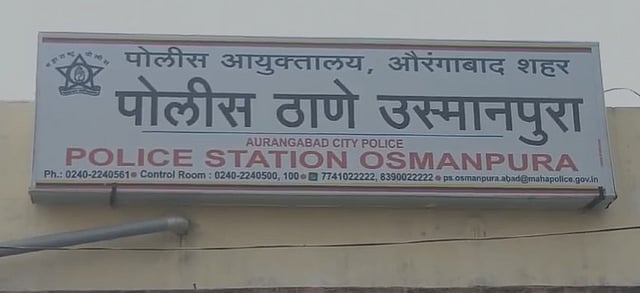 पोलीस आयुक्तालय, औरंगाबाद शहर
पोलीस ठाणे उस्मानपुरा
AURANGABAD CITY POLICE
POLICE STATION OSMANPURA
Ph.: 0240-2240561 • Control Room : 0240-2240500, 100 • 7741022222, 8390022222 • ps.osmanpura.abad@mahapolice.gov.in